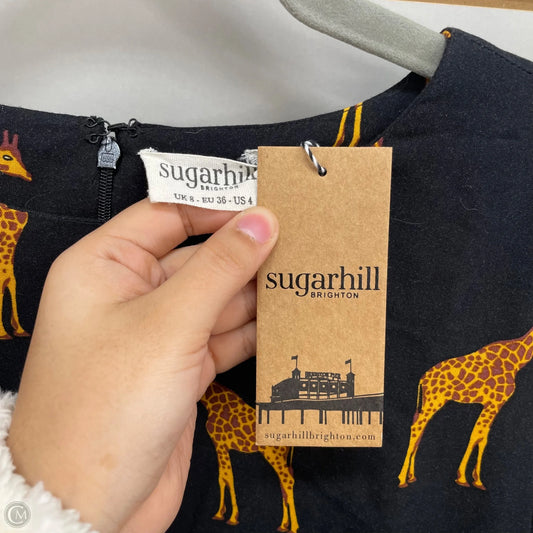 sugarhill
BRIGHTON
UK 8 - EU 36 - US 4
sugarhill
BRIGHTON
sugarhillbrighton.com